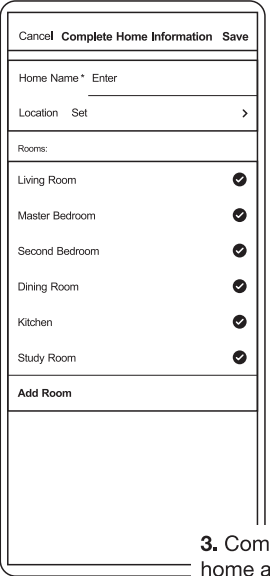 Cancel Complete Home Information Save
Home Name* Enter
Location Set >
Rooms:
Living Room
Master Bedroom
Second Bedroom
Dining Room
Kitchen
Study Room
Add Room
3. Com
home a